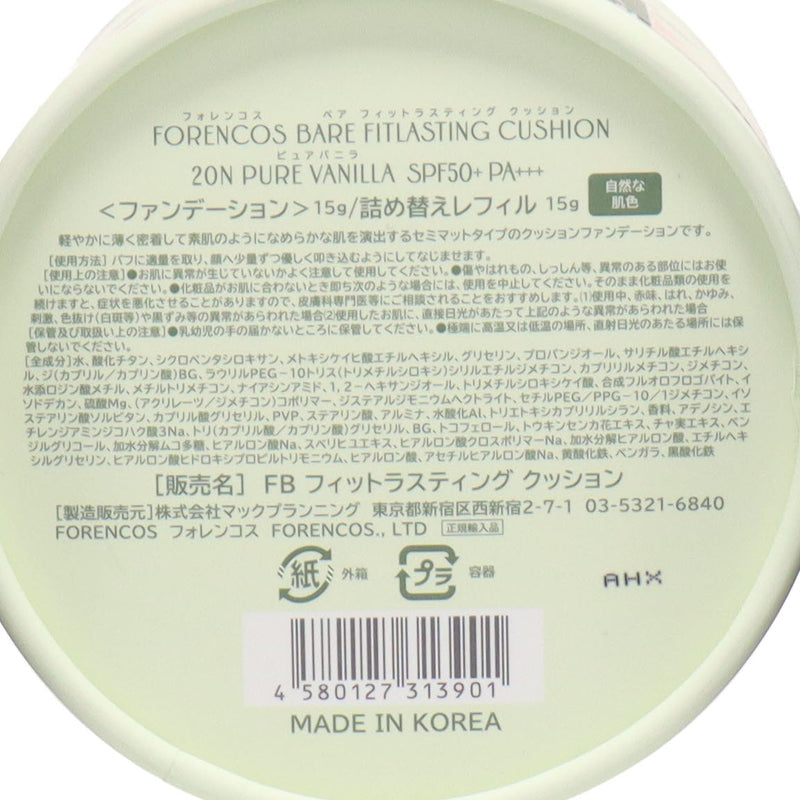 フォレンコス ベア フィットラスティング クッション
FORENCOS BARE FITLASTING CUSHION
ピュアバニラ
20N PURE VANILLA SPF50+ PA+++
<ファンデーション>15g/詰め替えレフィル 15g
自然な
肌色
軽やかに薄く密着して素肌のようになめらかな肌を演出するセミマットタイプのクッションファンデーションです。
[使用方法] パフに適量を取り、顔へ少量ずつ優しく叩き込むようにしてなじませます。
[使用上の注意]●お肌に異常が生じていないかよく注意して使用してください。●傷やはれもの、しっしん等、異常のある部位にはお使
いにならないでください。●化粧品がお肌に合わないとき即ち次のような場合には、使用を中止してください。そのまま化粧品類の使用を
続けますと、症状を悪化させることがありますので、皮膚科専門医等にご相談されることをおすすめします。(1)使用中、赤味、はれ、かゆみ、
刺激、色抜け(白斑等)や黒ずみ等の異常があらわれた場合(2)使用したお肌に、直接日光があたって上記のような異常があらわれた場合
[保管及び取扱い上の注意]●乳幼児の手の届かないところに保管してください。●極端に高温又は低温の場所、直射日光のあたる場所には保
管しないでください。
[全成分]水、酸化チタン、シクロペンタシロキサン、メトキシケイヒ酸エチルヘキシル、グリセリン、プロパンジオール、サリチル酸エチルヘキシ
ル、ジ(カプリル/カプリン酸)BG、ラウリルPEG-10トリス(トリメチルシロキシ)シリルエチルジメチコン、カプリリルメチコン、ジメチコン、
水添ロジン酸メチル、メチルトリメチコン、ナイアシンアミド、1,2-ヘキサンジオール、トリメチルシロキシケイ酸、合成フルオロフロゴパイト、イ
ソドデカン、硫酸Mg、(アクリレーツ/ジメチコン)コポリマー、ジステアルジモニウムヘクトライト、セチルPEG/PPG-10/1ジメチコン、イソ
ステアリン酸ソルビタン、カプリル酸グリセリル、PVP、ステアリン酸、アルミナ、水酸化Al、トリエトキシカプリリルシラン、香料、アデノシン、エ
チレンジアミンジコハク酸3Na、トリ(カプリル酸/カプリン酸)グリセリル、BG、トコフェロール、トウキンセンカ花エキス、チャ実エキス、ペン
ジルグリコール、加水分解ムコ多糖、ヒアルロン酸Na、スベリヒユエキス、ヒアルロン酸クロスポリマーNa、加水分解ヒアルロン酸、エチルヘキ
シルグリセリン、ヒアルロン酸ヒドロキシプロピルトリモニウム、ヒアルロン酸、アセチルヒアルロン酸Na、黄酸化鉄、ベンガラ、黒酸化鉄
[販売名] FB フィットラスティング クッション
[製造販売元]株式会社マックプランニング 東京都新宿区西新宿2-7-1 03-5321-6840
FORENCOS フォレンコス FORENCOS., LTD 正規輸入品
紙 外箱 プラ 容器
AHX
4 580127 313901
MADE IN KOREA